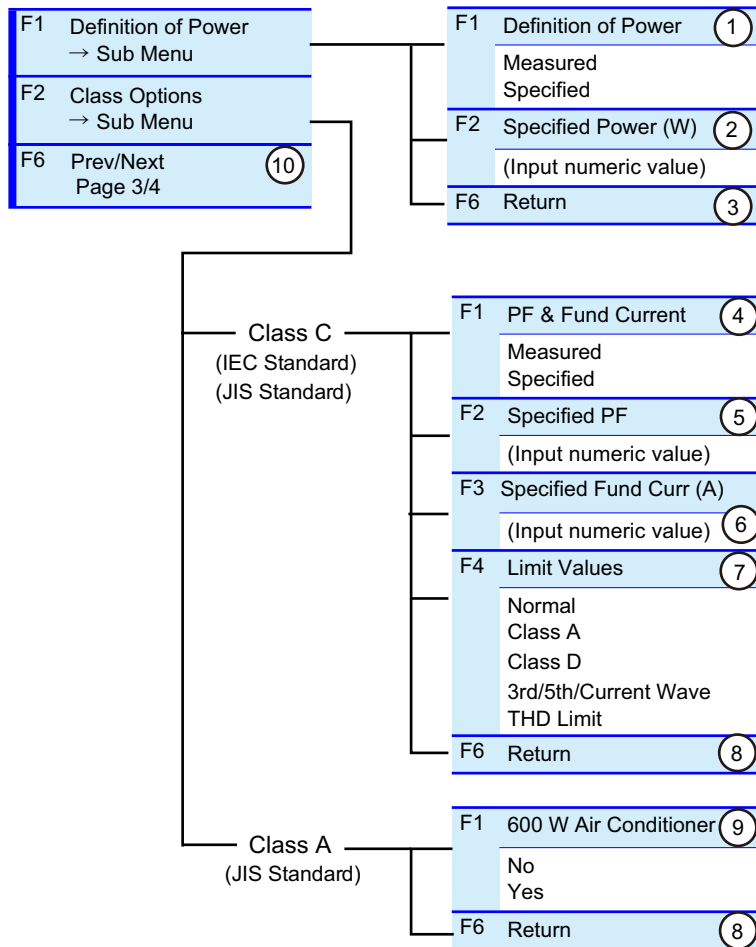 F1 Definition of Power
→ Sub Menu
F2 Class Options
→ Sub Menu
F6 Prev/Next 10
Page 3/4
F1 Definition of Power 1
Measured
Specified
F2 Specified Power (W) 2
(Input numeric value)
F6 Return 3
Class C
(IEC Standard)
(JIS Standard)
F1 PF & Fund Current 4
Measured
Specified
F2 Specified PF 5
(Input numeric value)
F3 Specified Fund Curr (A)
(Input numeric value) 6
F4 Limit Values 7
Normal
Class A
Class D
3rd/5th/Current Wave
THD Limit
F6 Return 8
Class A
(JIS Standard)
F1 600 W Air Conditioner 9
No
Yes
F6 Return 8